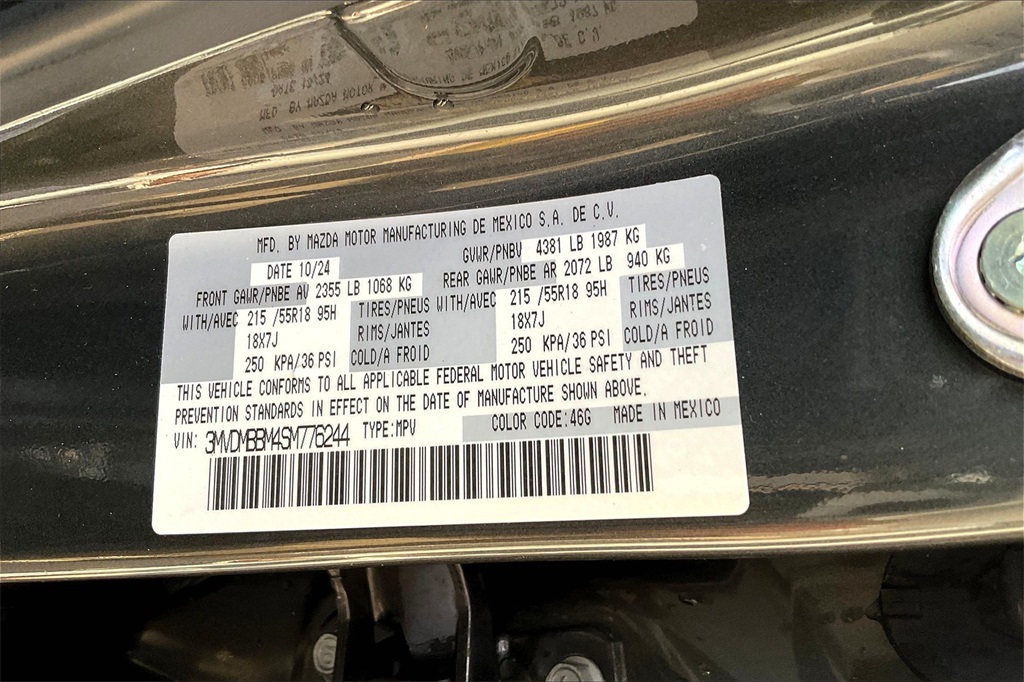 MFD. BY MAZDA MOTOR MANUFACTURING DE MEXICO S.A. DE C.V.
DATE 10/24 GVWR/PNBV 4381 LB 1987 KG
FRONT GAWR/PNBE AV 2355 LB 1068 KG REAR GAWR/PNBE AR 2072 LB 940 KG
WITH/AVEC 215 /55R18 95H TIRES/PNEUS WITH/AVEC 215 /55R18 95H TIRES/PNEUS
18X7J RIMS/JANTES 18X7J RIMS/JANTES
250 KPA/36 PSI COLD/A FROID 250 KPA/36 PSI COLD/A FROID
THIS VEHICLE CONFORMS TO ALL APPLICABLE FEDERAL MOTOR VEHICLE SAFETY AND THEFT
PREVENTION STANDARDS IN EFFECT ON THE DATE OF MANUFACTURE SHOWN ABOVE.
VIN: 3MVDMBBM4SM776244 TYPE:MPV COLOR CODE:46G MADE IN MEXICO